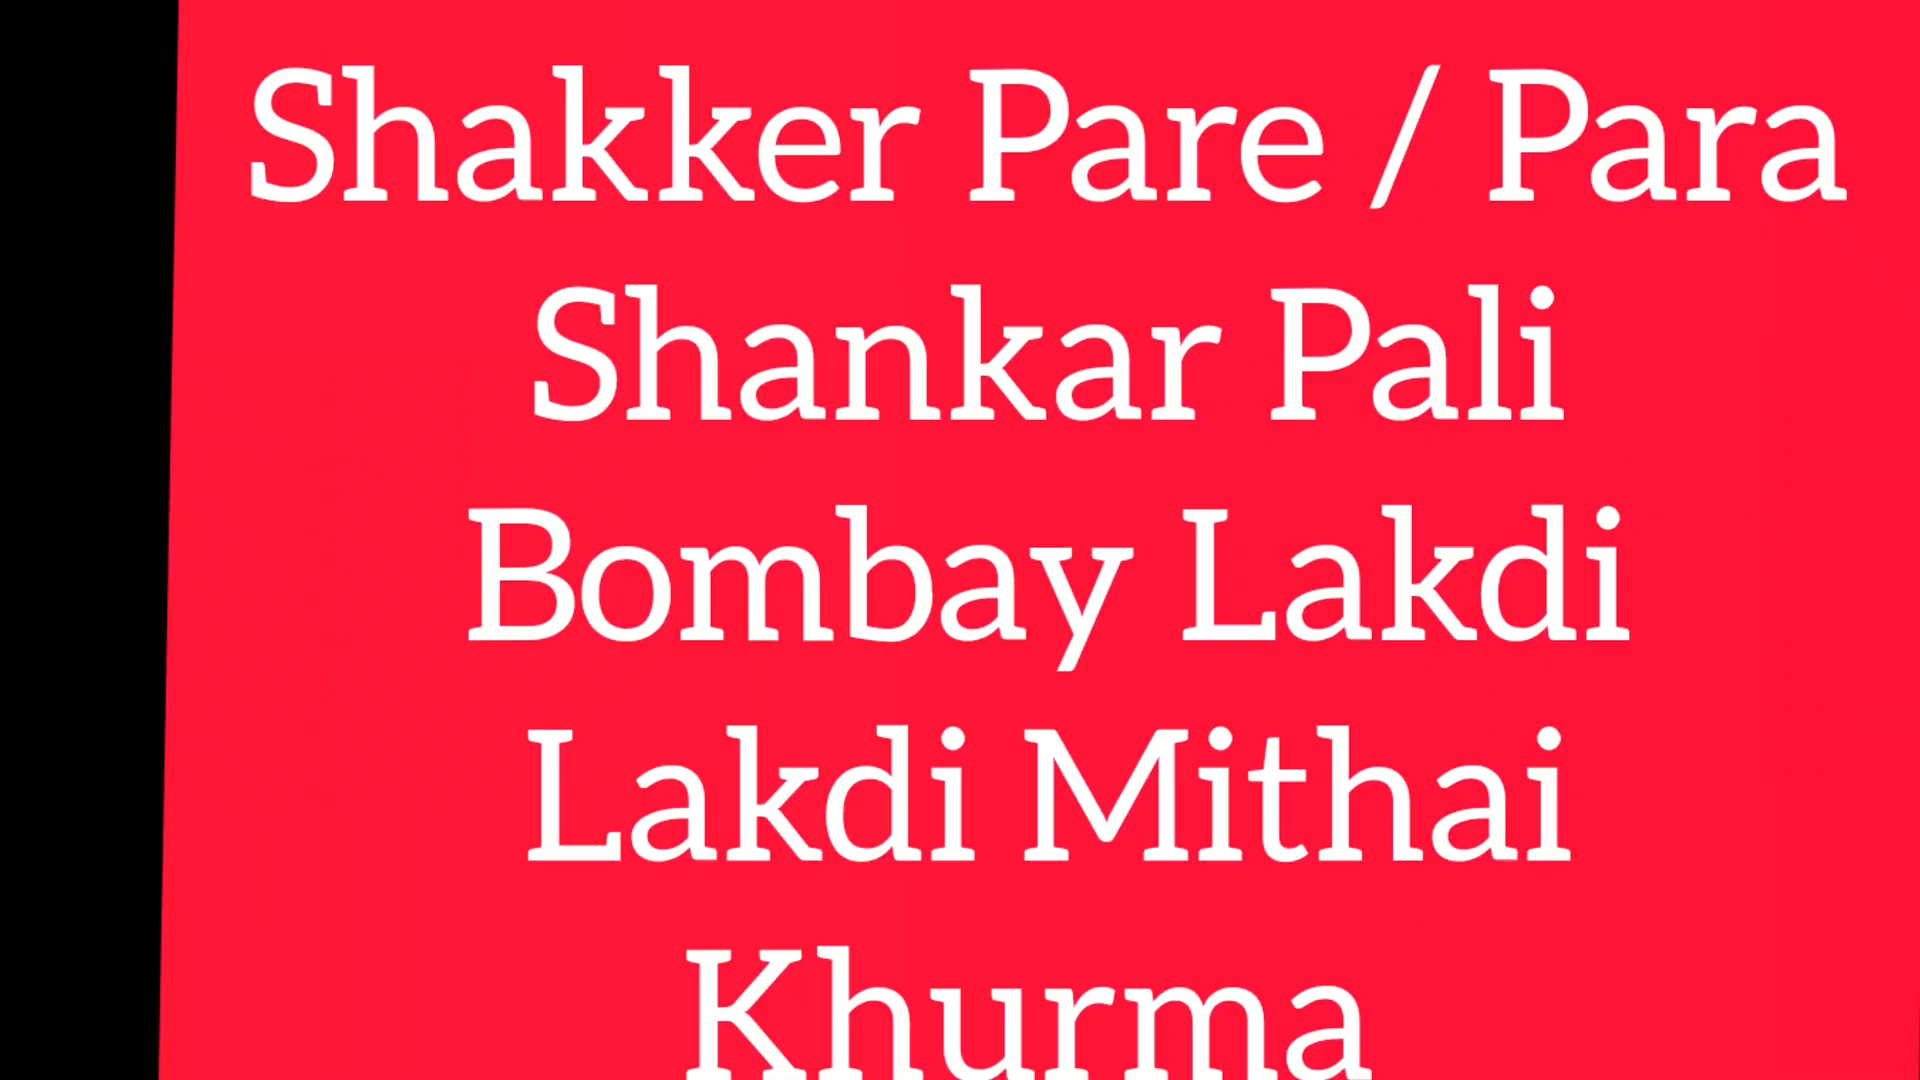 Shakker Pare / Para
Shankar Pali
Bombay Lakdi
Lakdi Mithai
Khurma